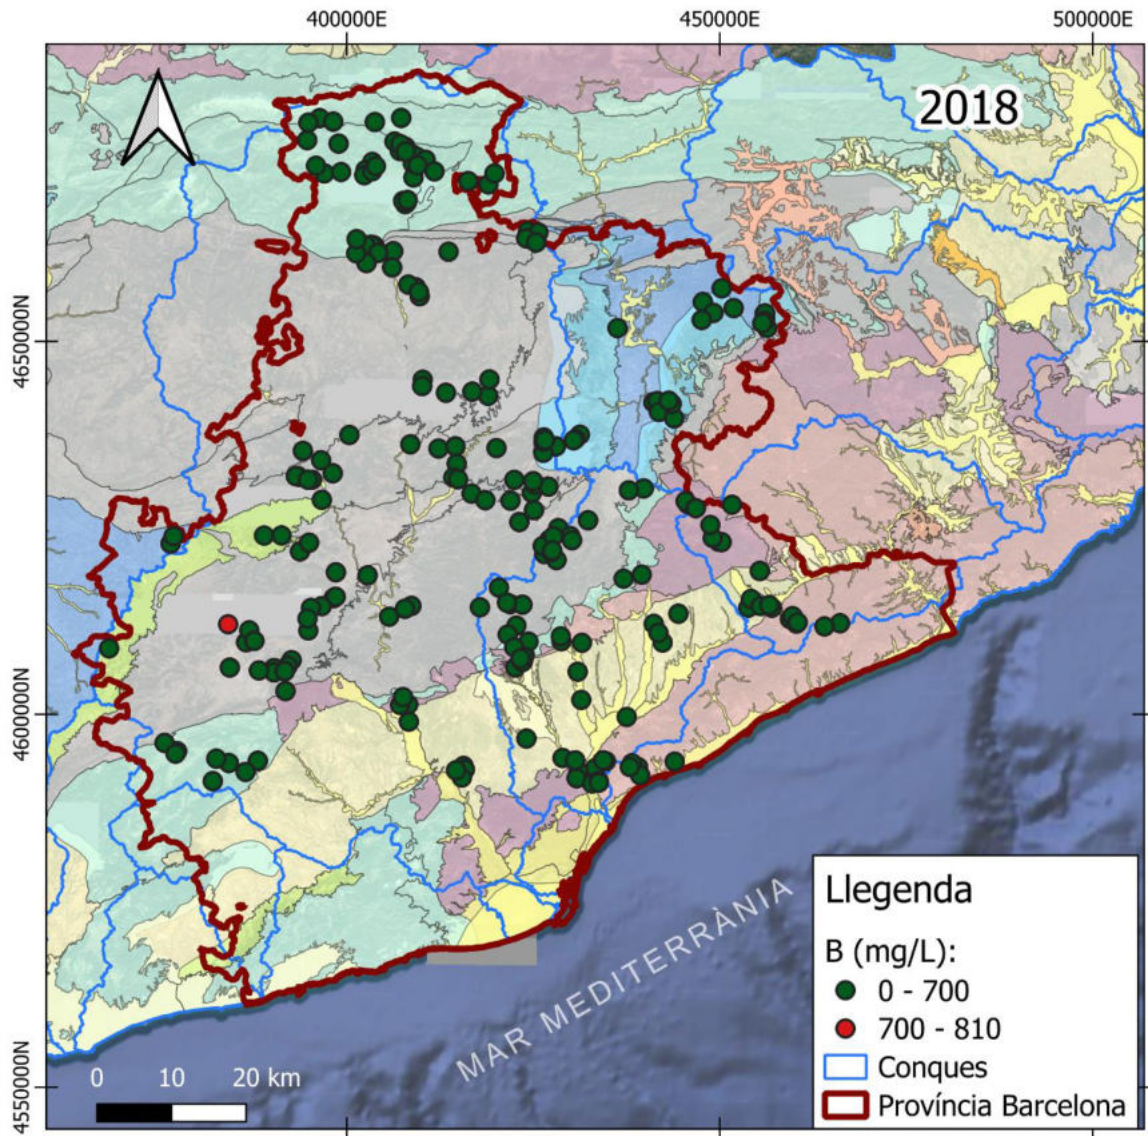 400000E 450000E 500000E
2018
4650000N
4600000N
4550000N
MAR MEDITERRÀNIA
0 10 20 km
Llegenda
B (mg/L):
0 - 700
700 - 810
Conques
Província Barcelona